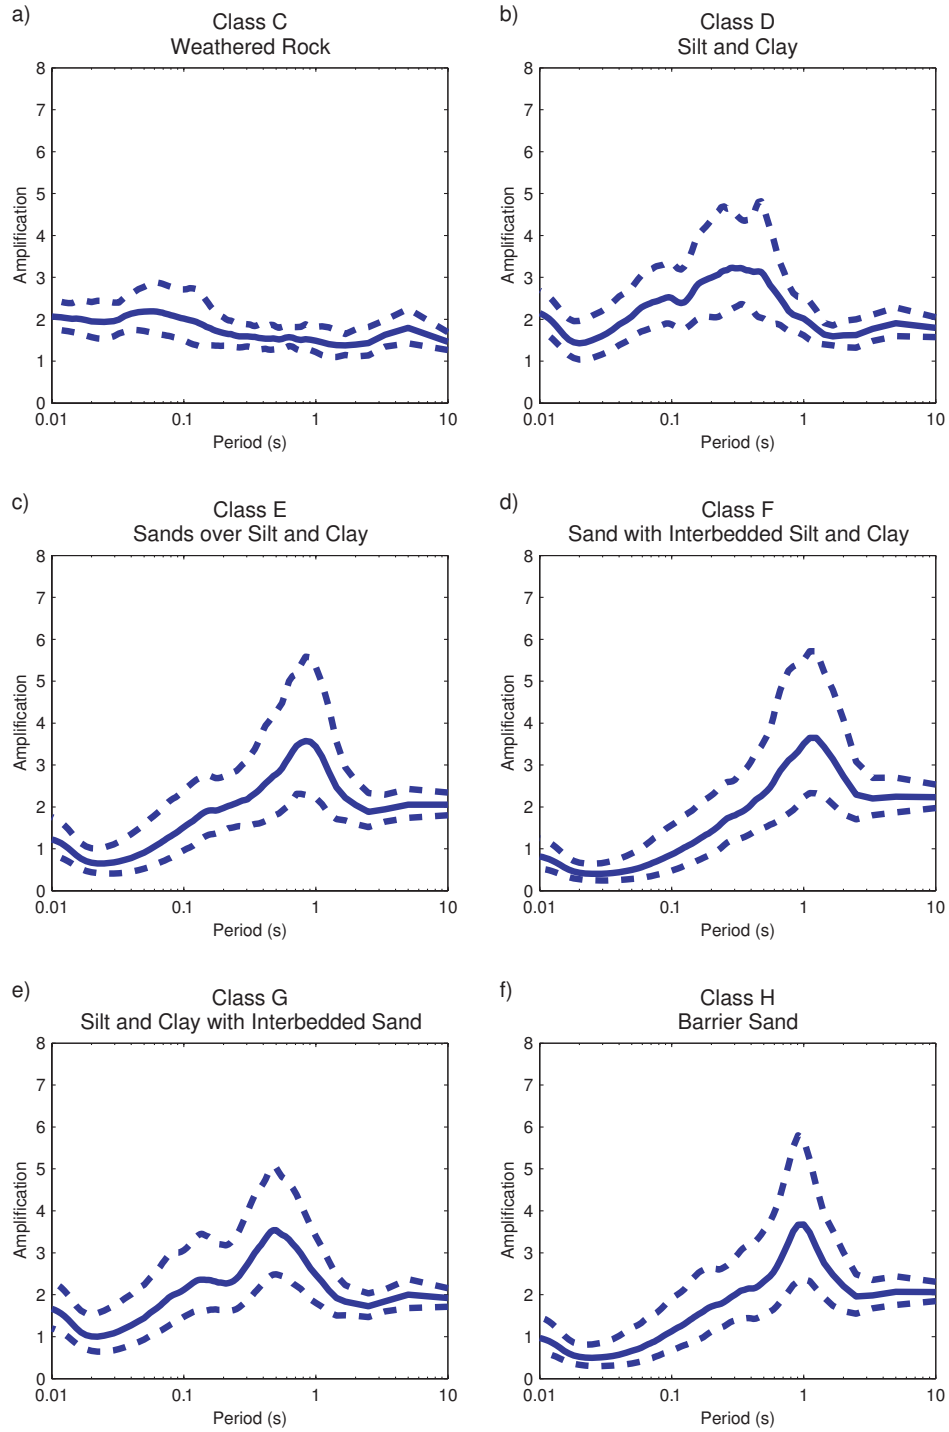 a)
Class C
Weathered Rock
8
7
6
5
4
3
2
1
0
Amplification
0.01
0.1
1
10
Period (s)
b)
Class D
Silt and Clay
8
7
6
5
4
3
2
1
0
Amplification
0.01
0.1
1
10
Period (s)
c)
Class E
Sands over Silt and Clay
8
7
6
5
4
3
2
1
0
Amplification
0.01
0.1
1
10
Period (s)
d)
Class F
Sand with Interbedded Silt and Clay
8
7
6
5
4
3
2
1
0
Amplification
0.01
0.1
1
10
Period (s)
e)
Class G
Silt and Clay with Interbedded Sand
8
7
6
5
4
3
2
1
0
Amplification
0.01
0.1
1
10
Period (s)
f)
Class H
Barrier Sand
8
7
6
5
4
3
2
1
0
Amplification
0.01
0.1
1
10
Period (s)